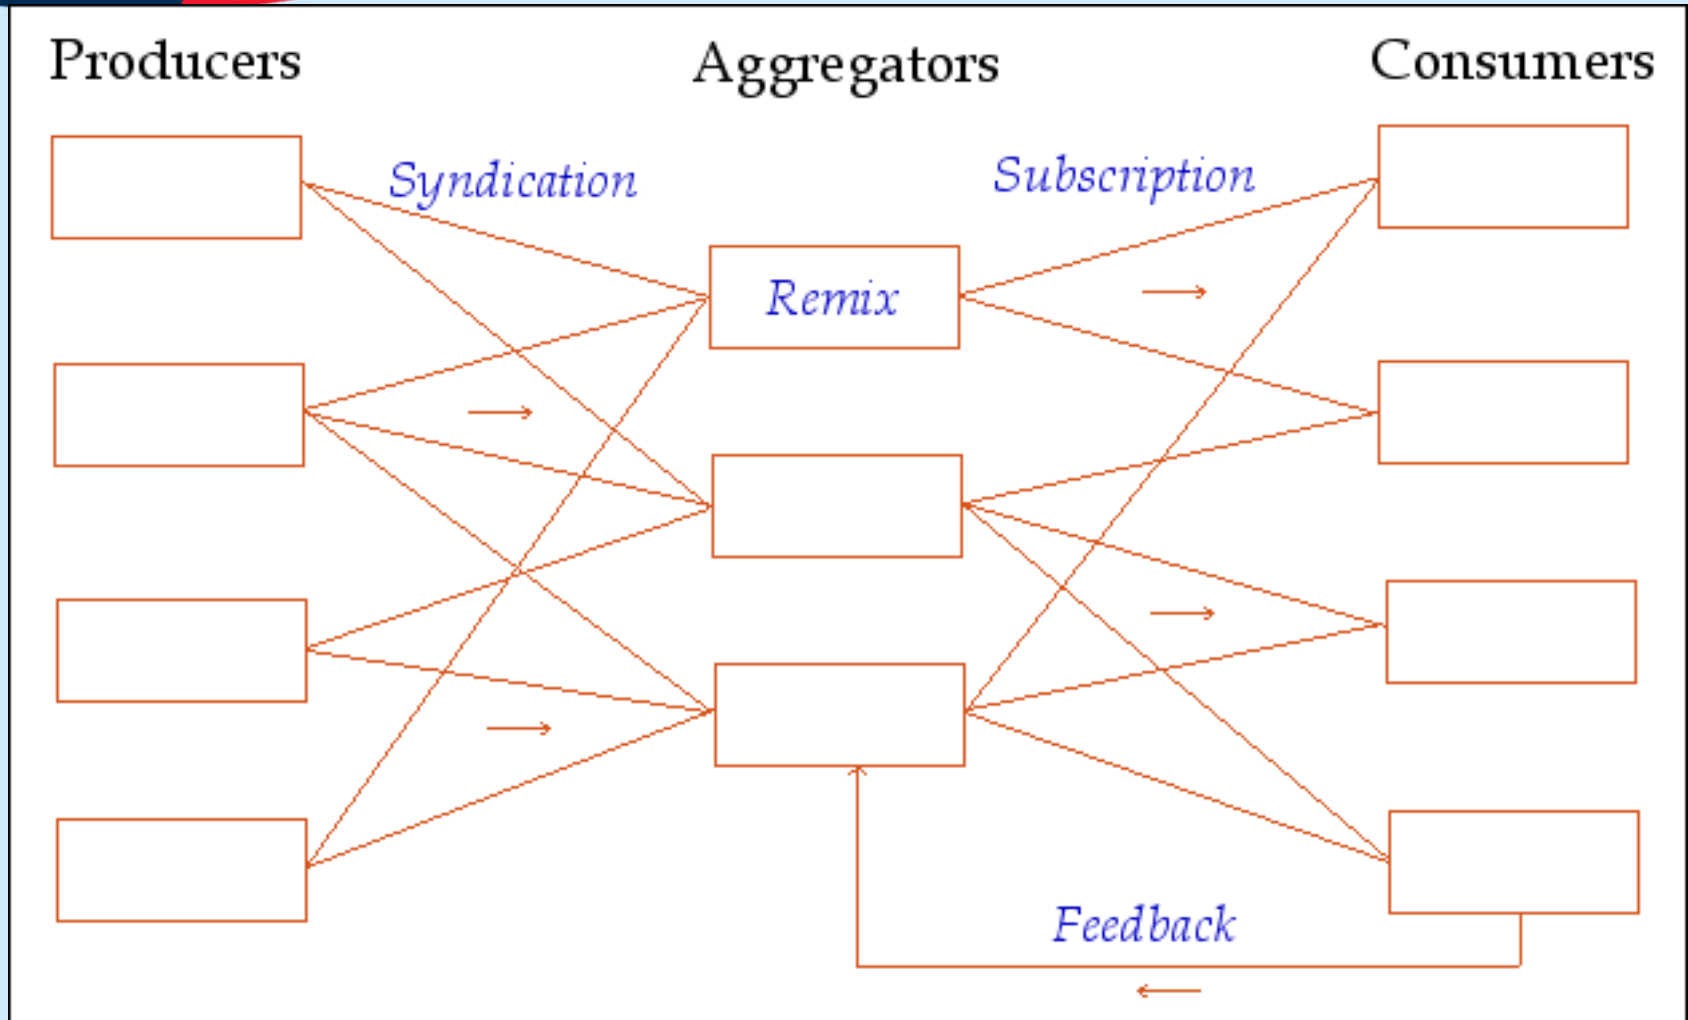 Producers
Aggregators
Consumers
Syndication
Subscription
Remix
Feedback